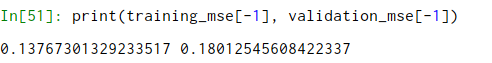 In[51]: print(training_mse[-1], validation_mse[-1])
0.13767301329233517 0.18012545608422337